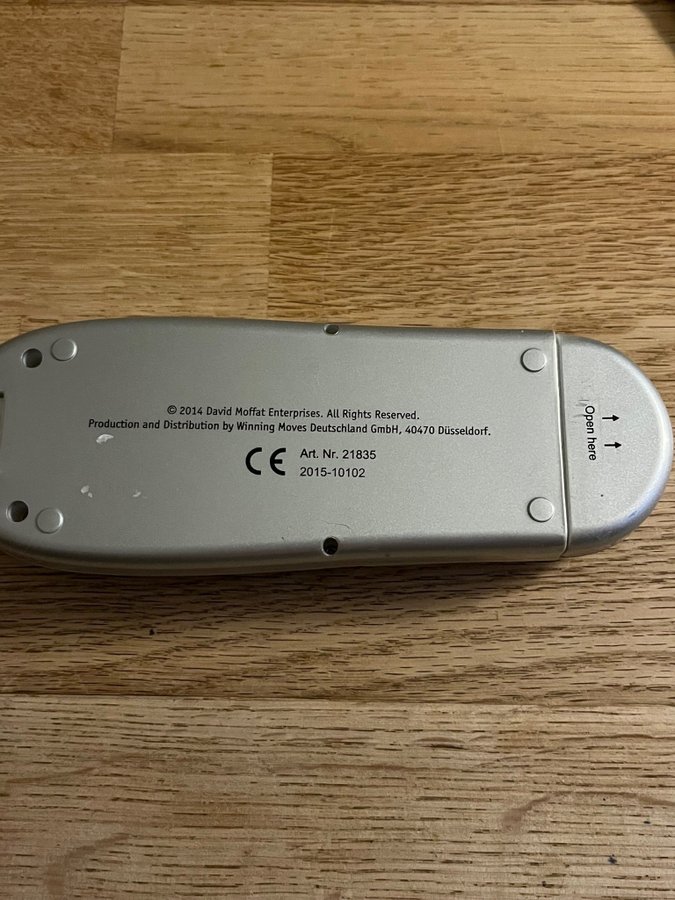 © 2014 David Moffat Enterprises. All Rights Reserved.
Production and Distribution by Winning Moves Deutschland GmbH, 40470 Düsseldorf.
CE
Art. Nr. 21835
2015-10102
Open here